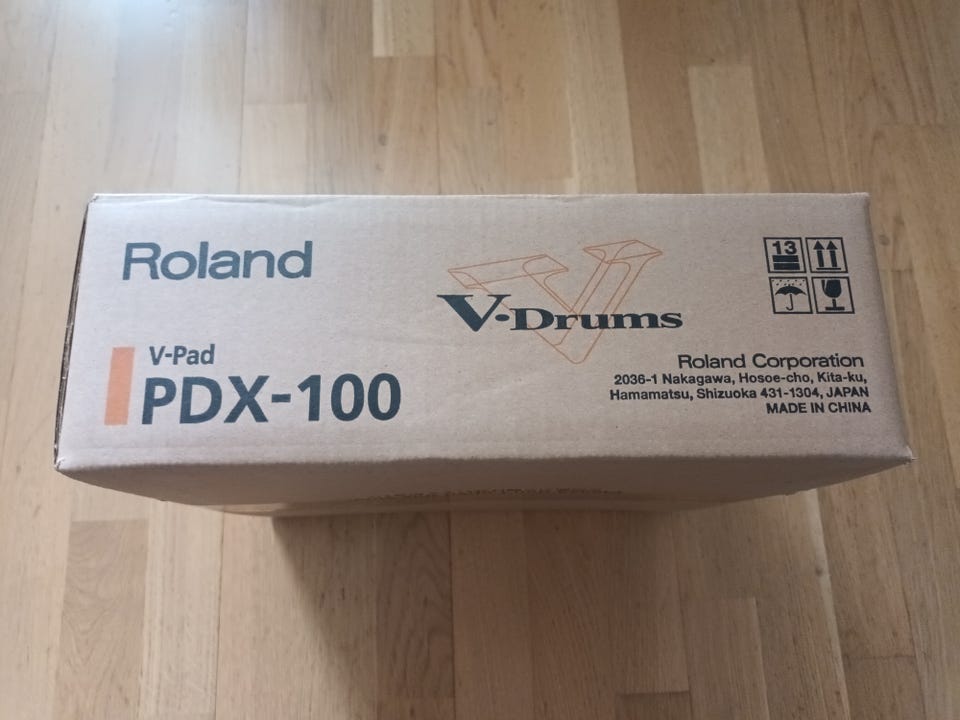 Roland
V-Pad
PDX-100
V-Drums
13
Roland Corporation
2036-1 Nakagawa, Hosoe-cho, Kita-ku,
Hamamatsu, Shizuoka 431-1304, JAPAN
MADE IN CHINA